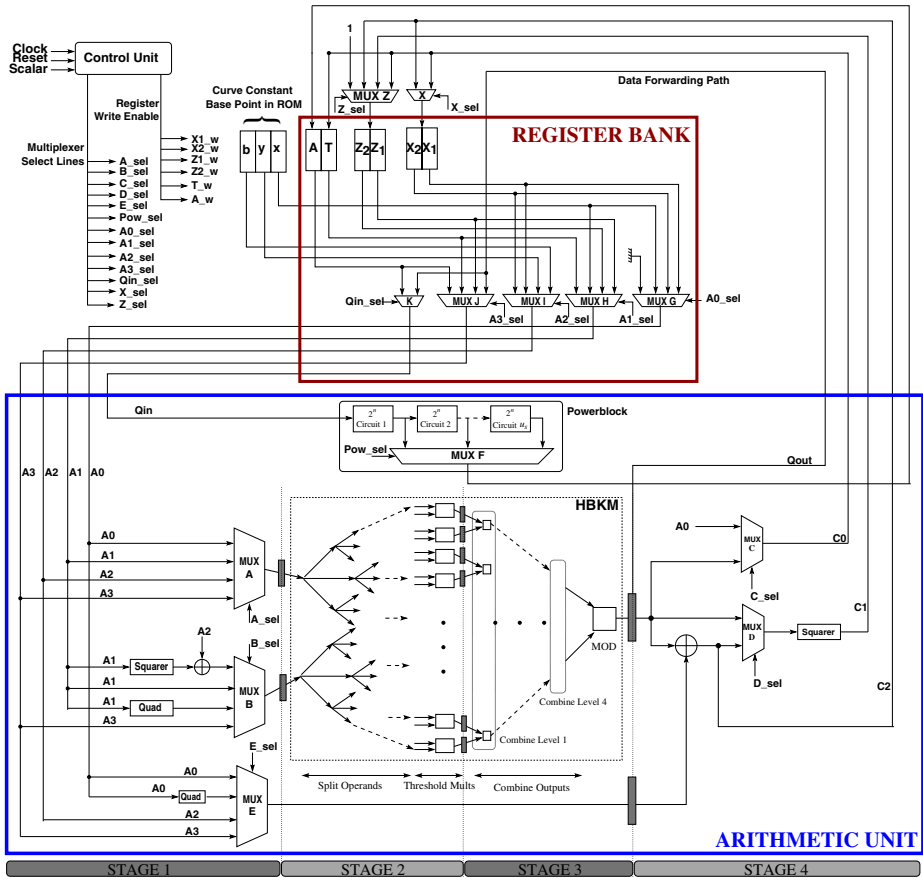 Clock
Reset
Scalar
Control Unit
Register
Write Enable
Multiplexer
Select Lines
A_sel
B_sel
C_sel
D_sel
E_sel
Pow_sel
A0_sel
A1_sel
A2_sel
A3_sel
Qin_sel
X_sel
Z_sel
X1_w
X2_w
Z1_w
Z2_w
T_w
A_w
Curve Constant
Base Point in ROM
b y x
1
MUX Z
Z_sel
X
X_sel
Data Forwarding Path
REGISTER BANK
A T
Z2 Z1
X2 X1
Qin_sel
K
MUX J
MUX I
MUX H
MUX G
A0_sel
A3_sel
A2_sel
A1_sel
Qin
2^n
Circuit 1
2^n
Circuit 2
2^n
Circuit u_s
Powerblock
Pow_sel
MUX F
Qout
A3
A2
A1
A0
HBKM
A0
A1
A2
A3
MUX
A
A_sel
A2
B_sel
A1
Squarer
A1
A1
Quad
A3
MUX
B
E_sel
A0
A0
Quad
A2
A3
MUX
E
MOD
Combine Level 4
Combine Level 1
Split Operands
Threshold Mults
Combine Outputs
A0
MUX
C
C_sel
C0
MUX
D
D_sel
Squarer
C1
C2
ARITHMETIC UNIT
STAGE 1
STAGE 2
STAGE 3
STAGE 4